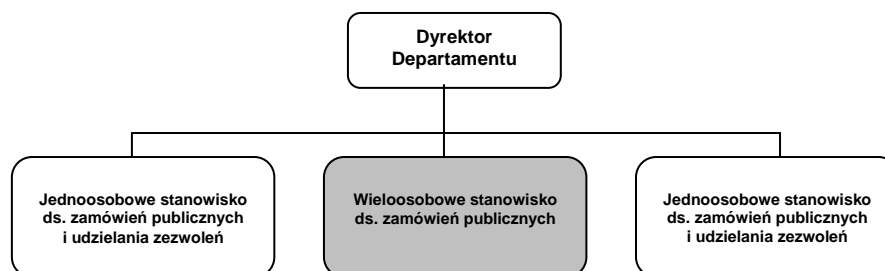 Dyrektor
Departamentu
Jednoosobowe stanowisko
ds. zamówień publicznych
i udzielania zezwoleń
Wieloosobowe stanowisko
ds. zamówień publicznych
Jednoosobowe stanowisko
ds. zamówień publicznych
i udzielania zezwoleń